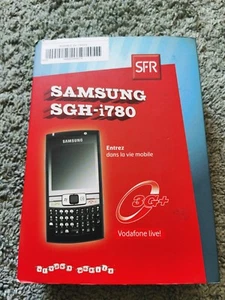 SFR
SAMSUNG
SGH-i780
Entrez
dans la vie mobile
SAMSUNG
3G+
Vodafone live!